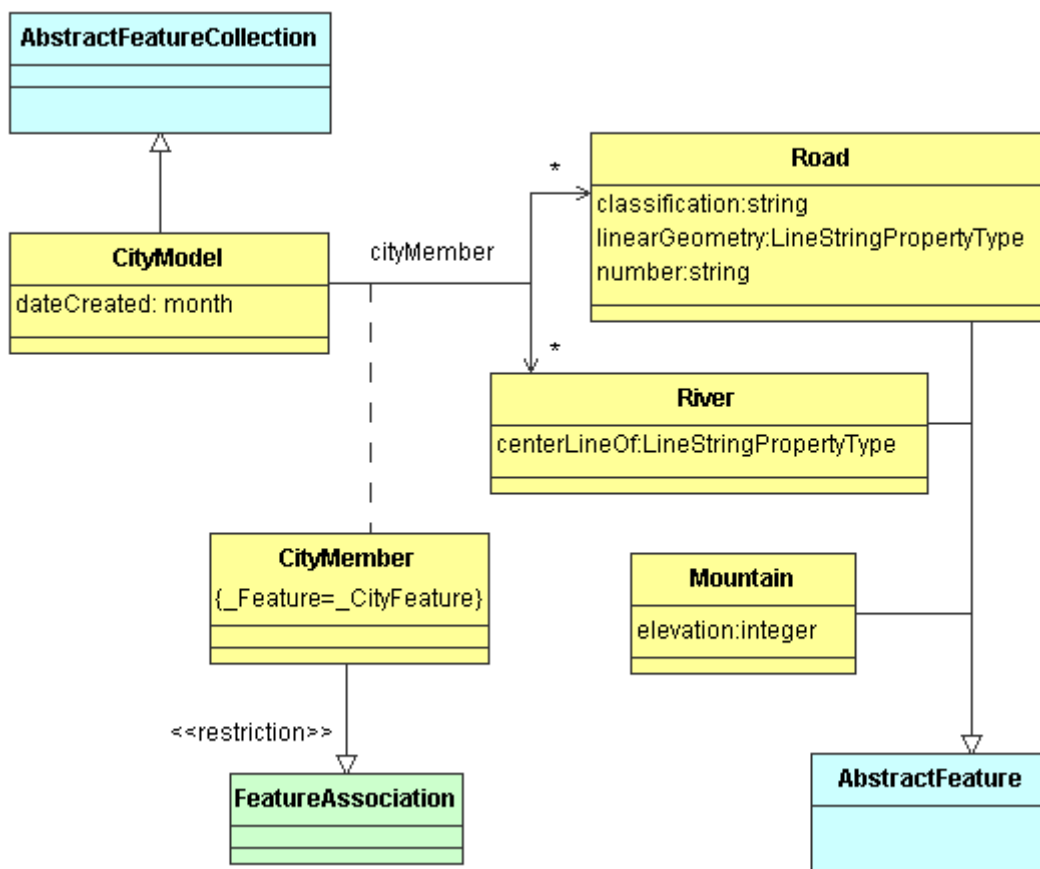 AbstractFeatureCollection
Road
classification:string
linearGeometry:LineStringPropertyType
number:string
*
cityMember
CityModel
dateCreated: month
*
River
centerLineOf:LineStringPropertyType
CityMember
{_Feature=_CityFeature}
Mountain
elevation:integer
<<restriction>>
FeatureAssociation
AbstractFeature